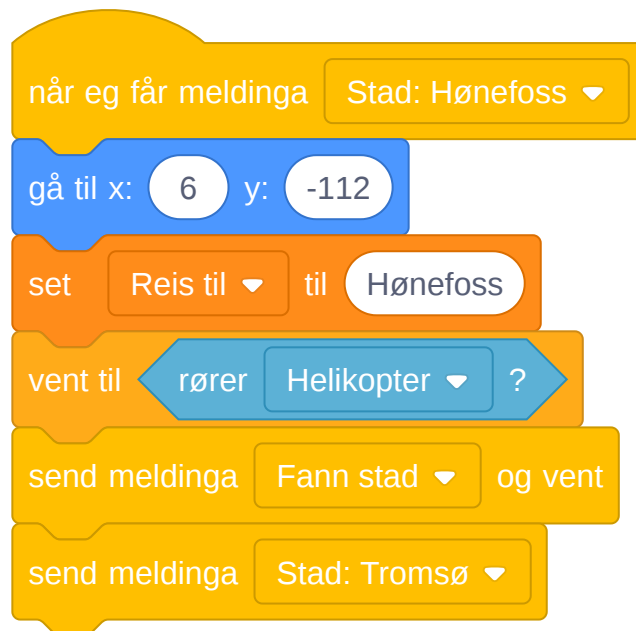 når eg får meldinga Stad: Hønefoss
gå til x: 6 y: -112
set Reis til til Hønefoss
vent til rører Helikopter ?
send meldinga Fann stad og vent
send meldinga Stad: Tromsø